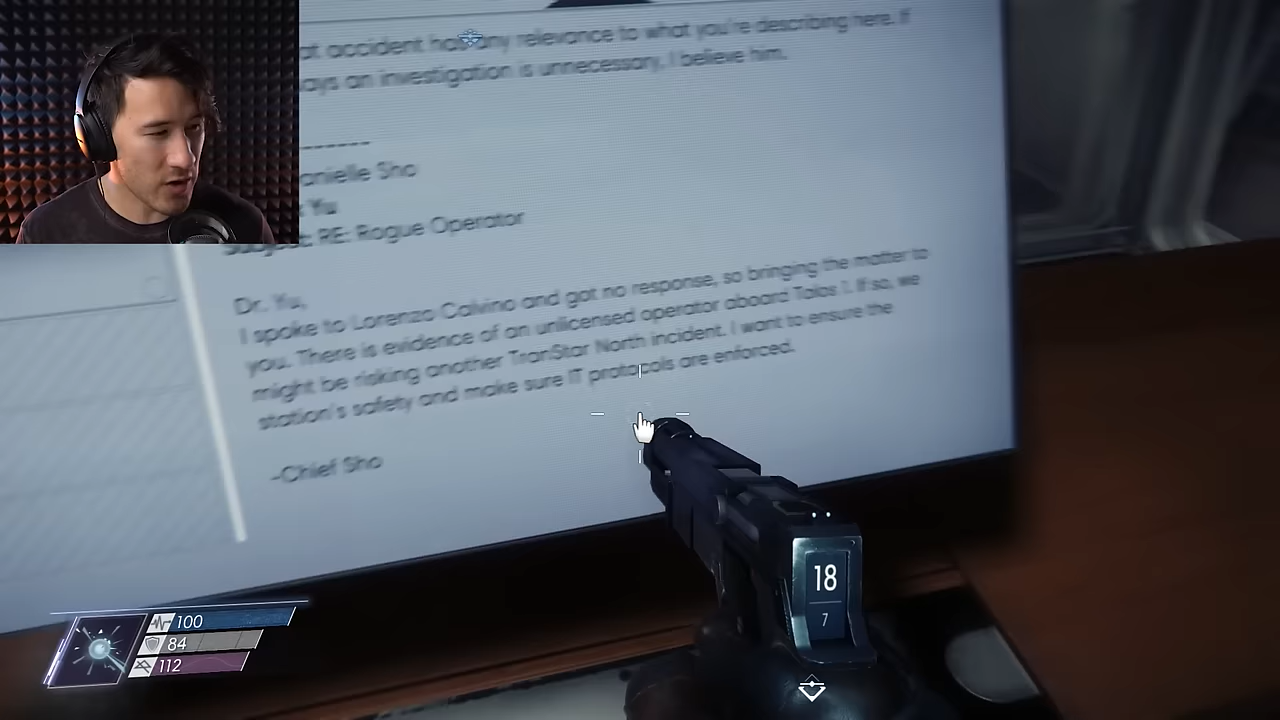 at accident has any relevance to what you're describing here. If
ays an investigation is unnecessary, I believe him.
-------
anielle Sho
Yu
Subject: RE: Rogue Operator
Dr. Yu,
I spoke to Lorenzo Calvino and got no response, so bringing the matter to
you. There is evidence of an unlicensed operator aboard Talos 1. If so, we
might be risking another TranStar North incident. I want to ensure the
station's safety and make sure IT protocols are enforced.
-Chief Sho
18
7
100
84
112